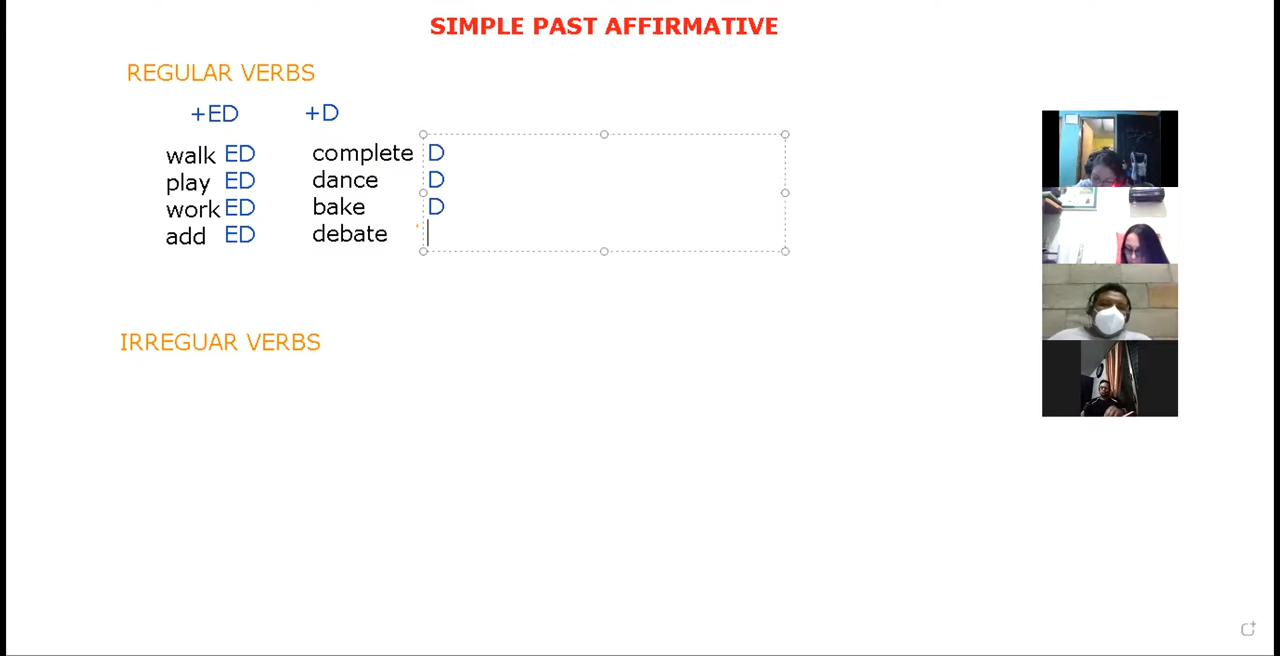 SIMPLE PAST AFFIRMATIVE
REGULAR VERBS
+ED +D
walk ED complete D
play ED dance D
work ED bake D
add ED debate
IRREGUAR VERBS